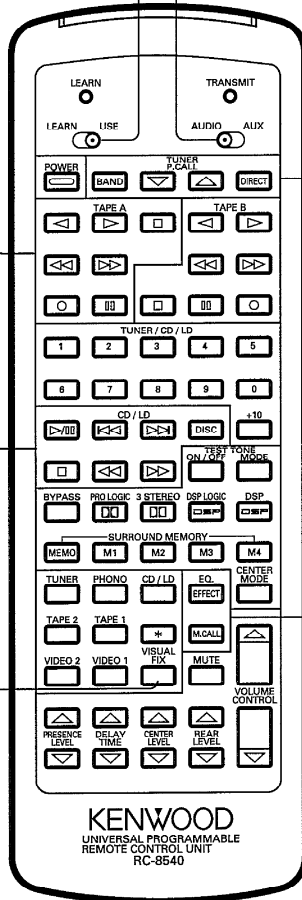 LEARN TRANSMIT
LEARN USE AUDIO AUX
TUNER
POWER P.CALL
BAND DIRECT
TAPE A TAPE B
TUNER / CD / LD
1 2 3 4 5
6 7 8 9 0
CD / LD +10
DISC
TEST TONE
ON / OFF MODE
BYPASS PRO LOGIC 3 STEREO DSP LOGIC DSP
DSP DSP
SURROUND MEMORY
MEMO M1 M2 M3 M4
TUNER PHONO CD / LD EQ. CENTER
MODE
EFFECT
TAPE 2 TAPE 1
* M.CALL
VIDEO 2 VIDEO 1 VISUAL
FIX MUTE
VOLUME
CONTROL
PRESENCE
LEVEL DELAY
TIME CENTER
LEVEL REAR
LEVEL
KENWOOD
UNIVERSAL PROGRAMMABLE
REMOTE CONTROL UNIT
RC-8540